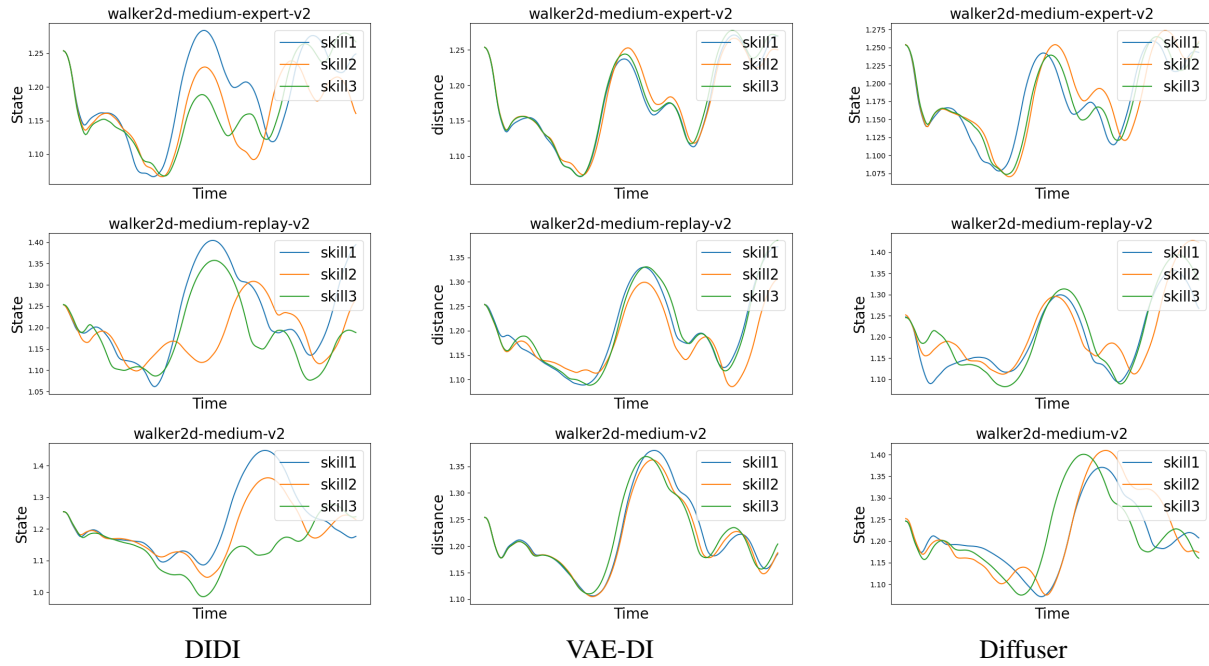 walker2d-medium-expert-v2
State
1.25
1.20
1.15
1.10
skill1
skill2
skill3
Time
walker2d-medium-expert-v2
distance
1.25
1.20
1.15
1.10
skill1
skill2
skill3
Time
walker2d-medium-expert-v2
State
1.275
1.250
1.225
1.200
1.175
1.150
1.125
1.100
1.075
skill1
skill2
skill3
Time
walker2d-medium-replay-v2
State
1.40
1.35
1.30
1.25
1.20
1.15
1.10
1.05
skill1
skill2
skill3
Time
walker2d-medium-replay-v2
distance
1.35
1.30
1.25
1.20
1.15
1.10
skill1
skill2
skill3
Time
walker2d-medium-replay-v2
State
1.40
1.35
1.30
1.25
1.20
1.15
1.10
skill1
skill2
skill3
Time
walker2d-medium-v2
State
1.4
1.3
1.2
1.1
1.0
skill1
skill2
skill3
Time
walker2d-medium-v2
distance
1.35
1.30
1.25
1.20
1.15
1.10
skill1
skill2
skill3
Time
walker2d-medium-v2
State
1.40
1.35
1.30
1.25
1.20
1.15
1.10
skill1
skill2
skill3
Time
DIDI
VAE-DI
Diffuser